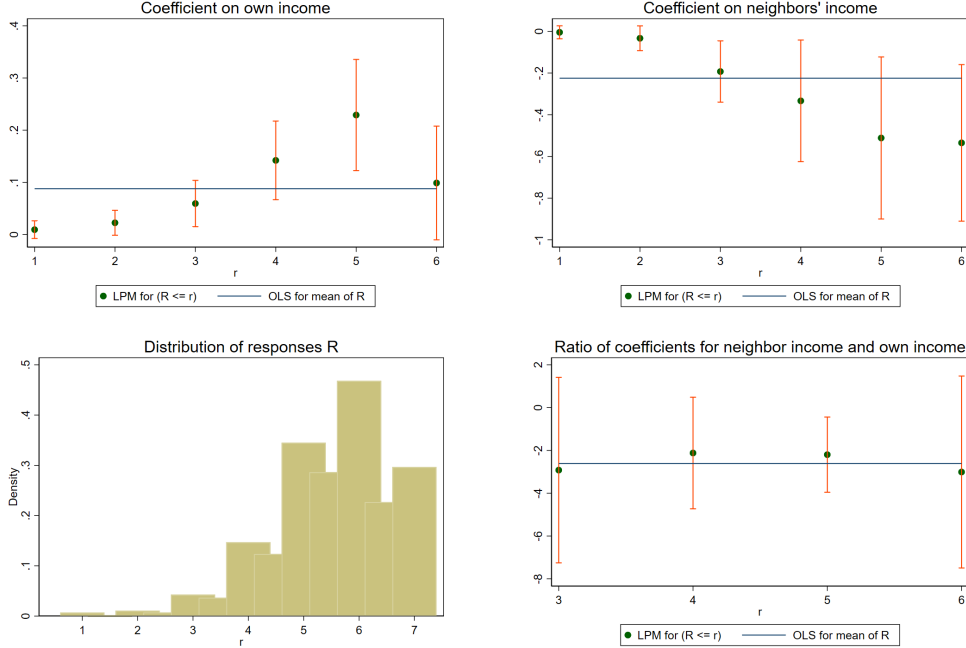 Coefficient on own income
.4
.3
.2
.1
0
1 2 3 4 5 6
r
LPM for (R <= r) OLS for mean of R
Coefficient on neighbors' income
0
-.2
-.4
-.6
-.8
-1
1 2 3 4 5 6
r
LPM for (R <= r) OLS for mean of R
Distribution of responses R
Density
.5
.4
.3
.2
.1
0
1 2 3 4 5 6 7
r
Ratio of coefficients for neighbor income and own income
2
0
-2
-4
-6
-8
3 4 5 6
r
LPM for (R <= r) OLS for mean of R